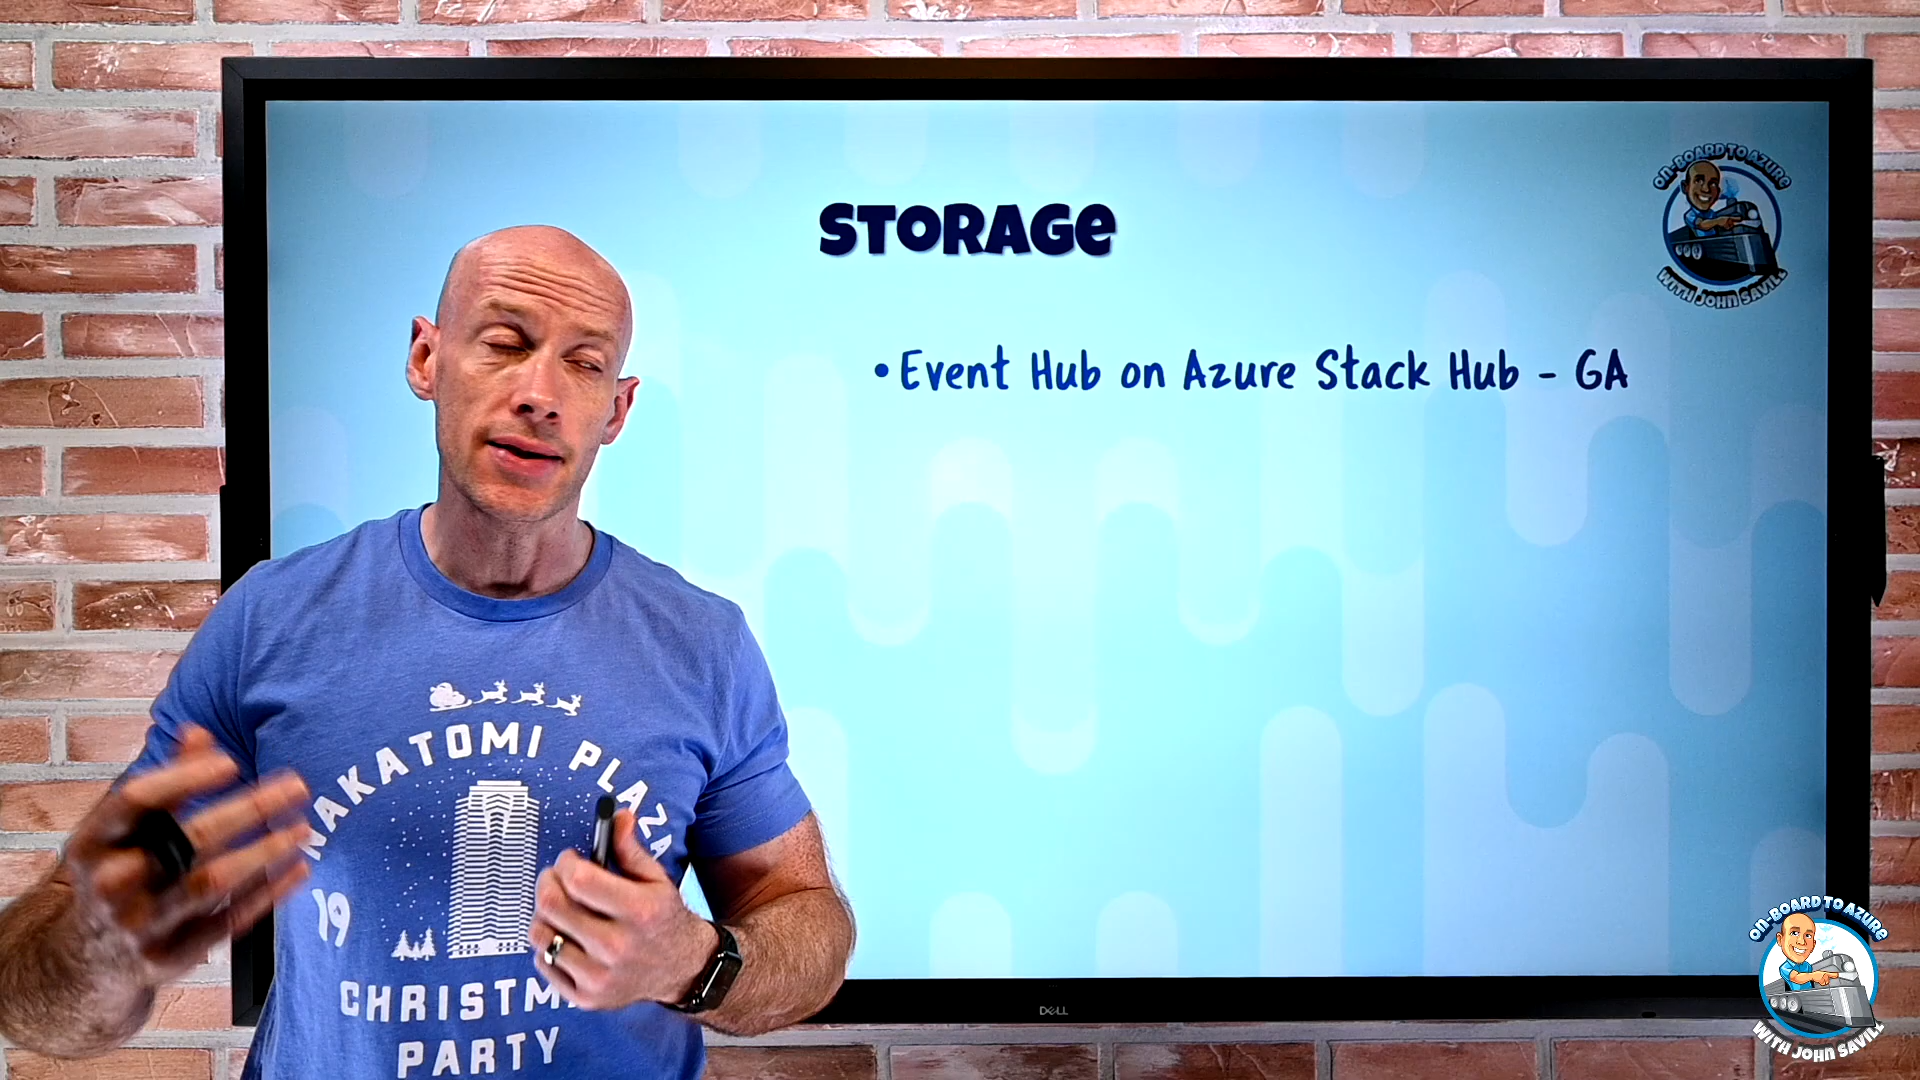 STORAGE
ON-BOARD TO AZURE
WITH JOHN SAVILL
• Event Hub on Azure Stack Hub - GA
NAKATOMI PLAZA
19
CHRISTM
PARTY
DELL
ON-BOARD TO AZURE
WITH JOHN SAVILL